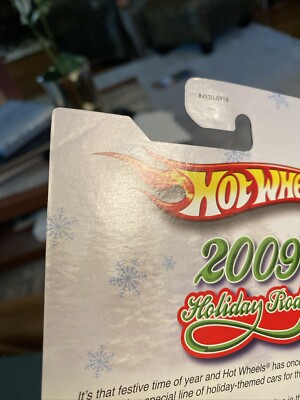 HOT WHE
2009
Holiday Rod
It's that festive time of year and Hot Wheels® has once
special line of holiday-themed cars for th